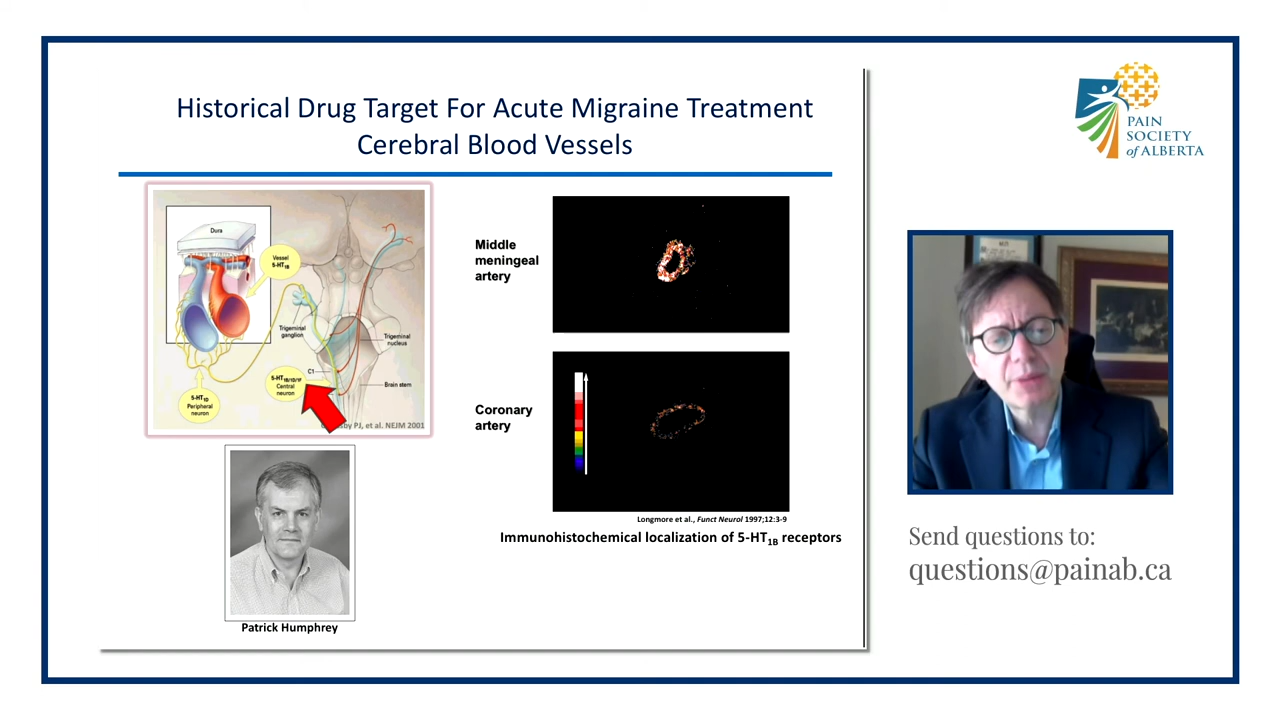 Historical Drug Target For Acute Migraine Treatment
Cerebral Blood Vessels
Dura
Vessel
5-HT1B
Trigeminal
ganglion
Trigeminal
nucleus
C1
5-HT1B/1D/1F
Central
neuron
Brain stem
5-HT1D
Peripheral
neuron
PJ, et al. NEJM 2001
Patrick Humphrey
Middle
meningeal
artery
Coronary
artery
Longmore et al., Funct Neurol 1997;12:3-9
Immunohistochemical localization of 5-HT1B receptors
PAIN
SOCIETY
of ALBERTA
Send questions to:
questions@painab.ca